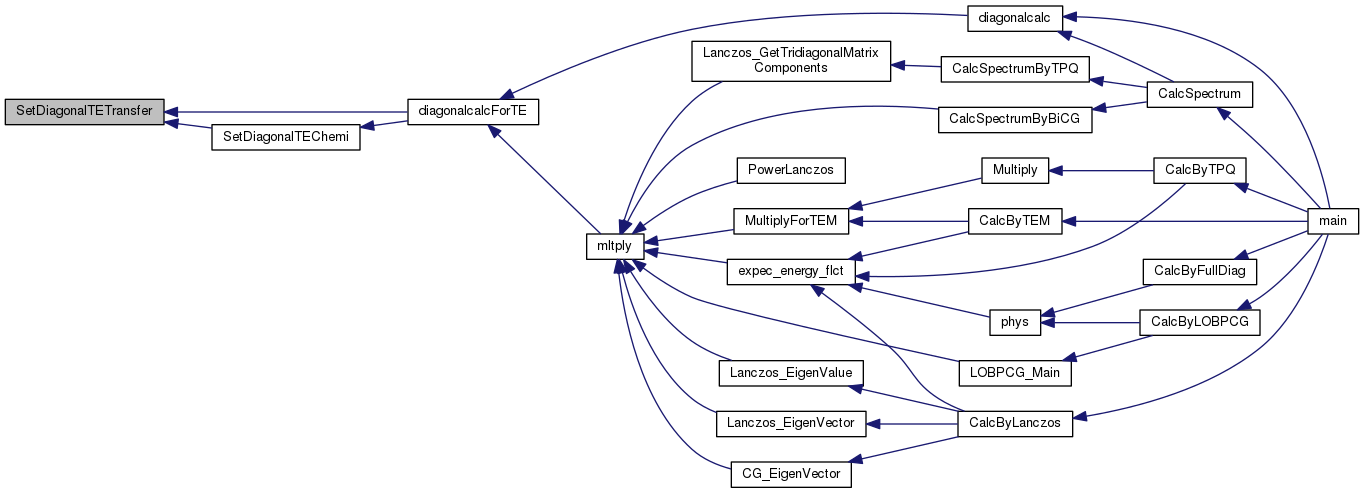 SetDiagonalTETransfer
SetDiagonalTEChemi
diagonalcalcForTE
diagonalcalc
mltply
Lanczos_GetTridiagonalMatrix
Components
CalcSpectrumByTPQ
CalcSpectrumByBiCG
CalcSpectrum
PowerLanczos
MultiplyForTEM
Multiply
CalcByTPQ
CalcByTEM
expec_energy_flct
phys
CalcByFullDiag
CalcByLOBPCG
LOBPCG_Main
Lanczos_EigenValue
Lanczos_EigenVector
CG_EigenVector
CalcByLanczos
main